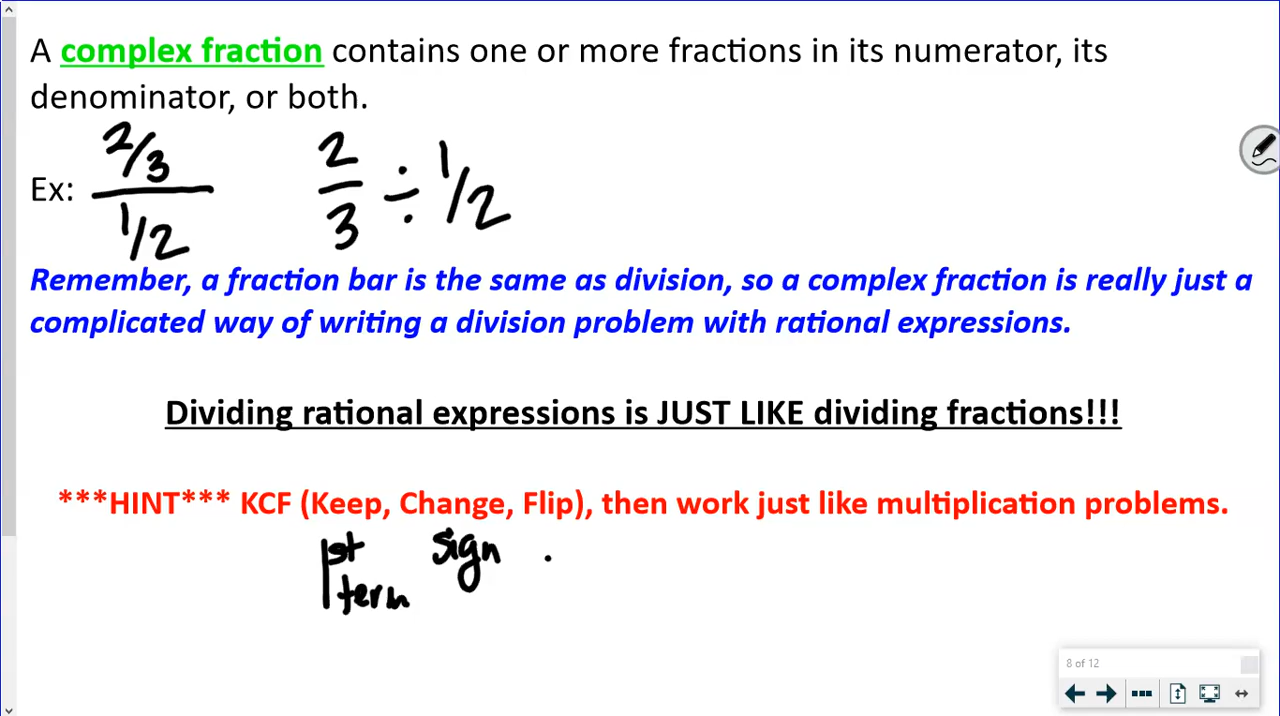 A complex fraction contains one or more fractions in its numerator, its
denominator, or both.
Ex: 2/3 / 1/2 2/3 ÷ 1/2
Remember, a fraction bar is the same as division, so a complex fraction is really just a
complicated way of writing a division problem with rational expressions.
Dividing rational expressions is JUST LIKE dividing fractions!!!
***HINT*** KCF (Keep, Change, Flip), then work just like multiplication problems.
1st sign
term
8 of 12